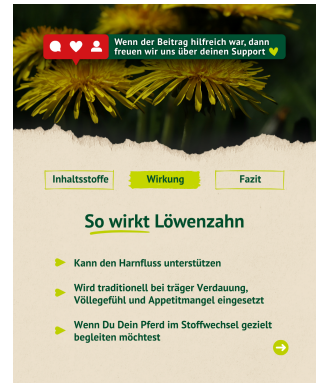 Wenn der Beitrag hilfreich war, dann
freuen wir uns über deinen Support
Inhaltsstoffe
Wirkung
Fazit
So wirkt Löwenzahn
Kann den Harnfluss unterstützen
Wird traditionell bei träger Verdauung,
Völlegefühl und Appetitmangel eingesetzt
Wenn Du Dein Pferd im Stoffwechsel gezielt
begleiten möchtest